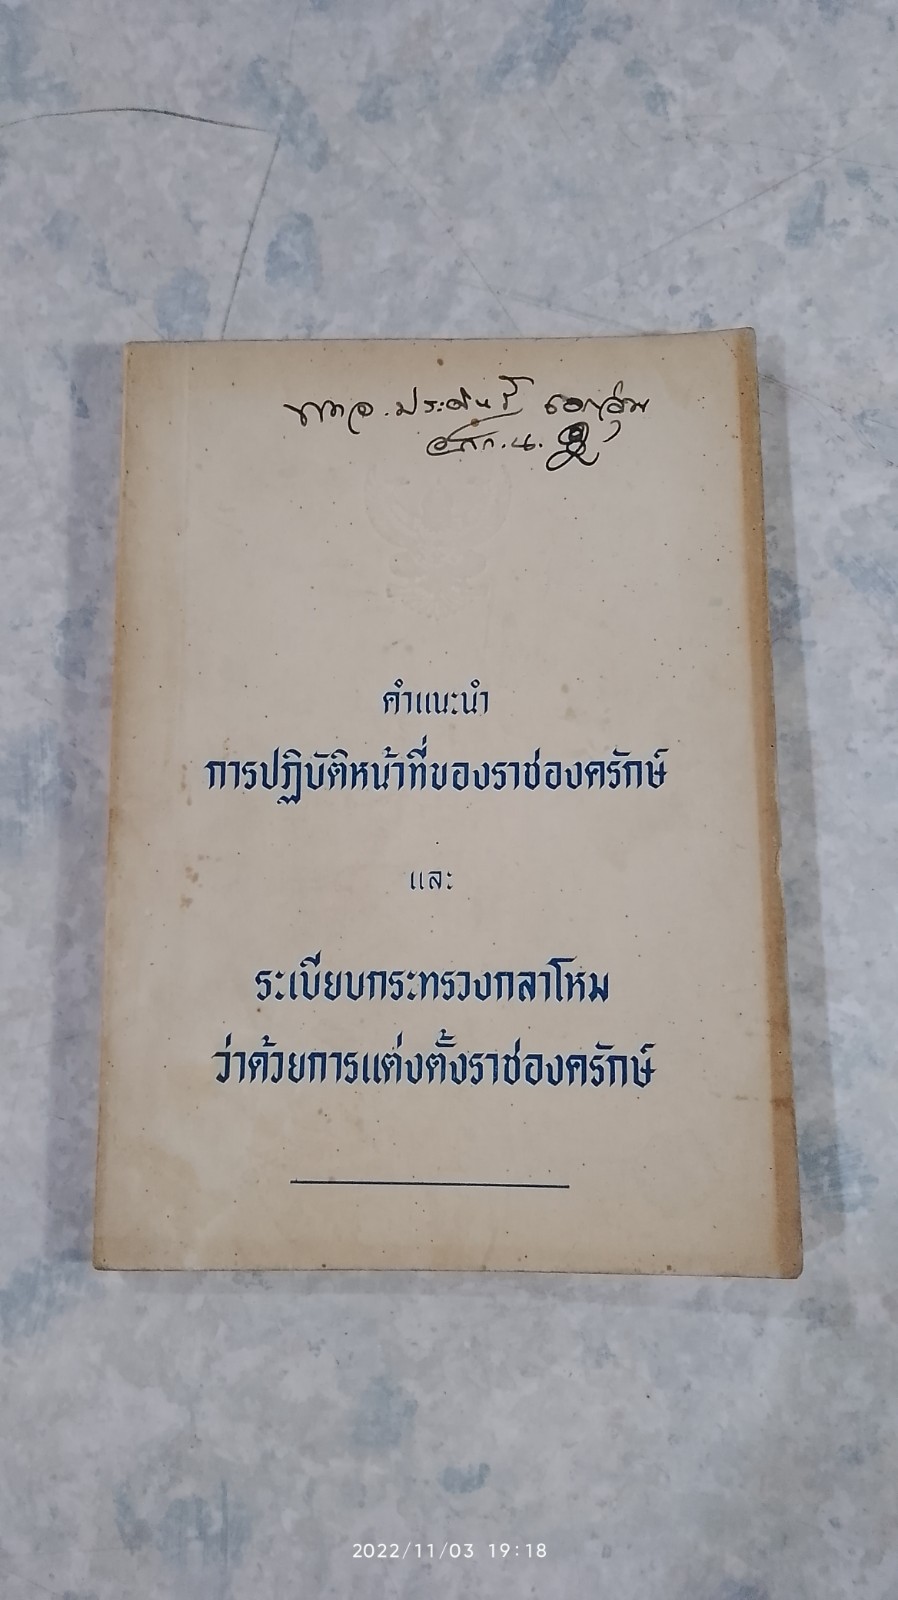 คำแนะนำ
การปฏิบัติหน้าที่ของราชองครักษ์
และ
ระเบียบกระทรวงกลาโหม
ว่าด้วยการแต่งตั้งราชองครักษ์
2022/11/03 19:18